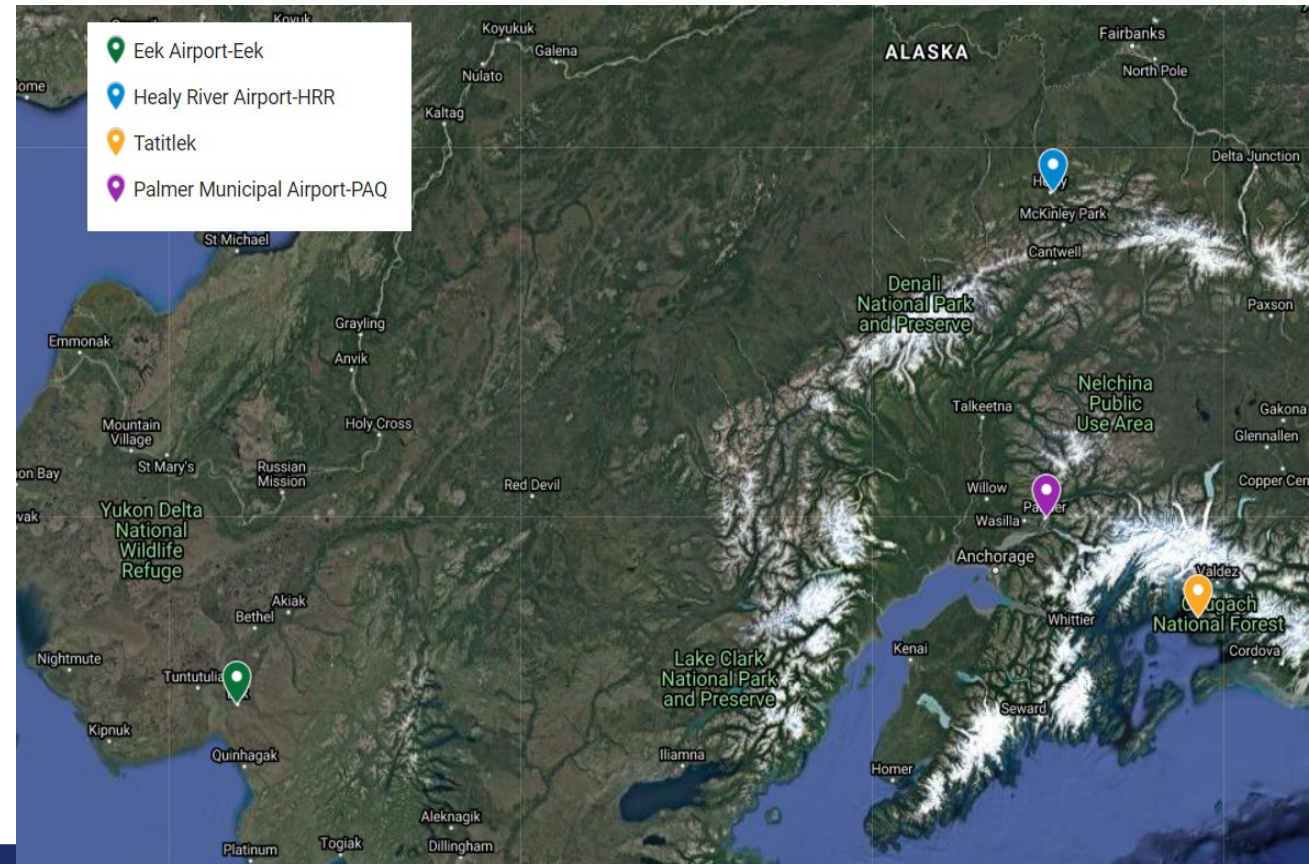 Koyukuk
Galena
Nulato
Kaltag
ALASKA
Fairbanks
North Pole
Eek Airport-Eek
Healy River Airport-HRR
Tatitlek
Palmer Municipal Airport-PAQ
Delta Junction
McKinley Park
Cantwell
St Michael
Denali
National Park
and Preserve
Paxson
Grayling
Emmonak
Anvik
Nelchina
Public
Use Area
Talkeetna
Gakona
Mountain
Village
Holy Cross
Glennallen
St Mary's
Russian
Mission
Red Devil
Willow
Copper Cen
Yukon Delta
National
Wildlife
Refuge
Wasilla
Anchorage
Valdez
Akiak
Bethel
National Forest
Whittier
Nightmute
Tuntutulia
Lake Clark
National Park
and Preserve
Kenai
Cordova
Kipnuk
Seward
Quinhagak
Iliamna
Homer
Aleknagik
Platinum
Togiak
Dillingham